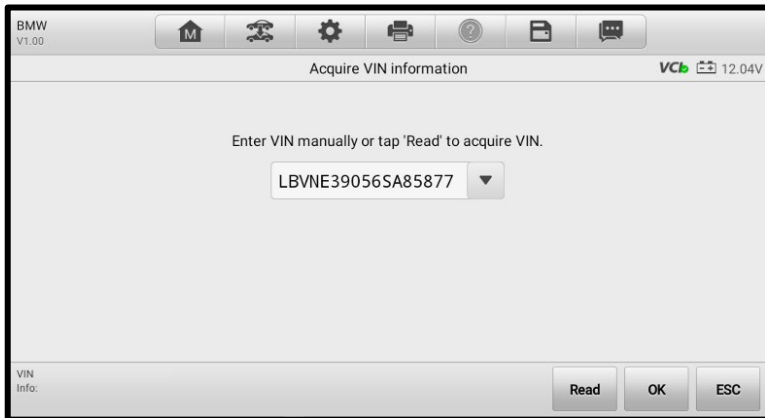 BMW
V1.00
M
Acquire VIN information
VCI 12.04V
Enter VIN manually or tap 'Read' to acquire VIN.
LBVNE39056SA85877
VIN
Info:
Read OK ESC